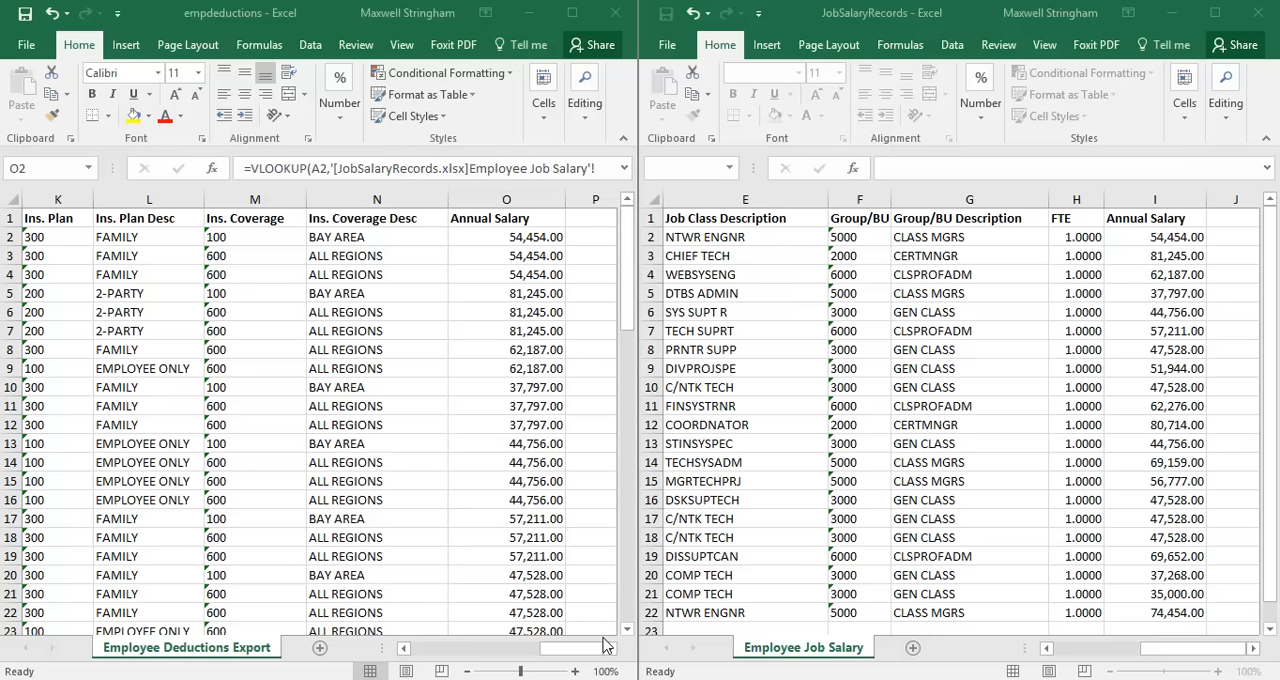 empdeductions - Excel Maxwell Stringham
File Home Insert Page Layout Formulas Data Review View Foxit PDF Tell me Share
Calibri 11
Paste
B I U
A A
%
Number
Conditional Formatting
Format as Table
Cell Styles
Cells
Editing
Clipboard Font Alignment Styles
O2 fx =VLOOKUP(A2,'[JobSalaryRecords.xlsx]Employee Job Salary'!
K L M N O P
1 Ins. Plan Ins. Plan Desc Ins. Coverage Ins. Coverage Desc Annual Salary
2 300 FAMILY 100 BAY AREA 54,454.00
3 300 FAMILY 600 ALL REGIONS 54,454.00
4 300 FAMILY 600 ALL REGIONS 54,454.00
5 200 2-PARTY 100 BAY AREA 81,245.00
6 200 2-PARTY 600 ALL REGIONS 81,245.00
7 200 2-PARTY 600 ALL REGIONS 81,245.00
8 300 FAMILY 600 ALL REGIONS 62,187.00
9 100 EMPLOYEE ONLY 600 ALL REGIONS 62,187.00
10 300 FAMILY 100 BAY AREA 37,797.00
11 300 FAMILY 600 ALL REGIONS 37,797.00
12 300 FAMILY 600 ALL REGIONS 37,797.00
13 100 EMPLOYEE ONLY 100 BAY AREA 44,756.00
14 100 EMPLOYEE ONLY 600 ALL REGIONS 44,756.00
15 100 EMPLOYEE ONLY 600 ALL REGIONS 44,756.00
16 100 EMPLOYEE ONLY 600 ALL REGIONS 44,756.00
17 300 FAMILY 100 BAY AREA 57,211.00
18 300 FAMILY 600 ALL REGIONS 57,211.00
19 300 FAMILY 600 ALL REGIONS 57,211.00
20 300 FAMILY 100 BAY AREA 47,528.00
21 300 FAMILY 600 ALL REGIONS 47,528.00
22 300 FAMILY 600 ALL REGIONS 47,528.00
23 100 EMPLOYEE ONLY 600 ALL REGIONS 47,528.00
Employee Deductions Export
Ready 100%
JobSalaryRecords - Excel Maxwell Stringham
File Home Insert Page Layout Formulas Data Review View Foxit PDF Tell me Share
11
Paste
B I U
A A
%
Number
Conditional Formatting
Format as Table
Cell Styles
Cells
Editing
Clipboard Font Alignment Styles
fx
E F G H I J
1 Job Class Description Group/BU Group/BU Description FTE Annual Salary
2 NTWR ENGNR 5000 CLASS MGRS 1.0000 54,454.00
3 CHIEF TECH 2000 CERTMNGR 1.0000 81,245.00
4 WEBSYSENG 6000 CLSPROFADM 1.0000 62,187.00
5 DTBS ADMIN 5000 CLASS MGRS 1.0000 37,797.00
6 SYS SUPT R 3000 GEN CLASS 1.0000 44,756.00
7 TECH SUPRT 6000 CLSPROFADM 1.0000 57,211.00
8 PRNTR SUPP 3000 GEN CLASS 1.0000 47,528.00
9 DIVPROJSPE 3000 GEN CLASS 1.0000 51,944.00
10 C/NTK TECH 3000 GEN CLASS 1.0000 47,528.00
11 FINSYSTRNR 6000 CLSPROFADM 1.0000 62,276.00
12 COORDNATOR 2000 CERTMNGR 1.0000 80,714.00
13 STINSYSPEC 3000 GEN CLASS 1.0000 44,756.00
14 TECHSYSADM 5000 CLASS MGRS 1.0000 69,159.00
15 MGRTECHPRJ 5000 CLASS MGRS 1.0000 56,777.00
16 DSKSUPTECH 3000 GEN CLASS 1.0000 47,528.00
17 C/NTK TECH 3000 GEN CLASS 1.0000 47,528.00
18 C/NTK TECH 3000 GEN CLASS 1.0000 47,528.00
19 DISSUPTCAN 6000 CLSPROFADM 1.0000 69,652.00
20 COMP TECH 3000 GEN CLASS 1.0000 37,268.00
21 COMP TECH 3000 GEN CLASS 1.0000 35,000.00
22 NTWR ENGNR 5000 CLASS MGRS 1.0000 74,454.00
23
Employee Job Salary
Ready 100%